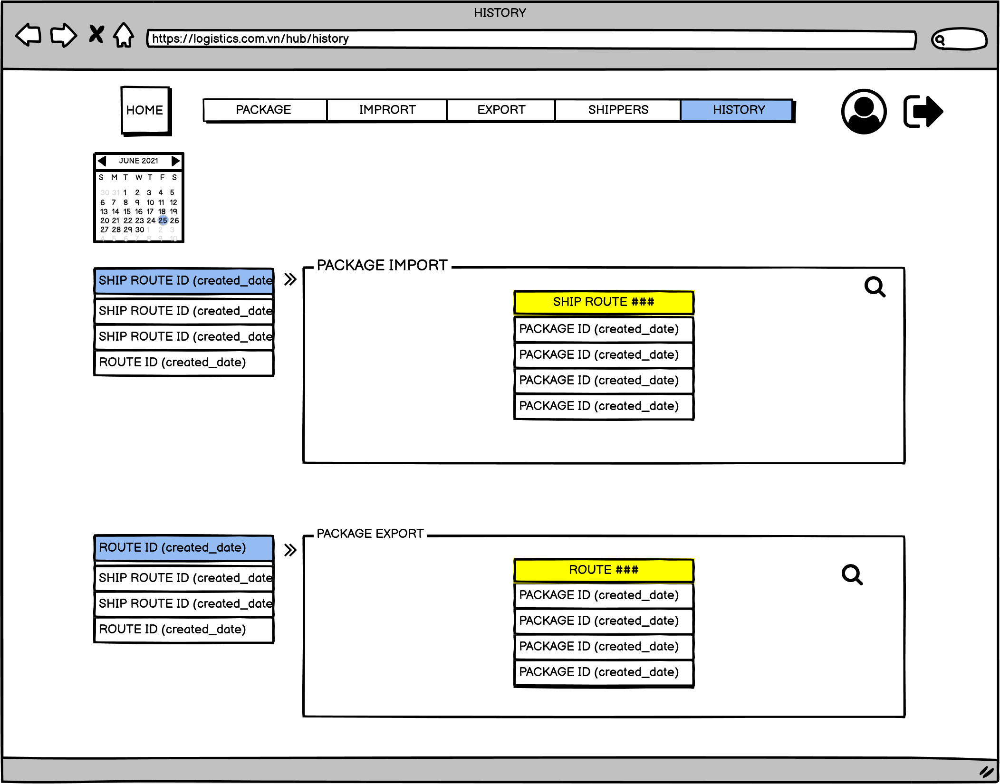 HISTORY
https://logistics.com.vn/hub/history
HOME
PACKAGE IMPRORT EXPORT SHIPPERS HISTORY
JUNE 2021
S M T W T F S
30 31 1 2 3 4 5
6 7 8 9 10 11 12
13 14 15 16 17 18 19
20 21 22 23 24 25 26
27 28 29 30 1 2 3
4 5 6 7 8 9 10
SHIP ROUTE ID (created_date
SHIP ROUTE ID (created_date
SHIP ROUTE ID (created_date
ROUTE ID (created_date)
PACKAGE IMPORT
SHIP ROUTE ###
PACKAGE ID (created_date)
PACKAGE ID (created_date)
PACKAGE ID (created_date)
PACKAGE ID (created_date)
ROUTE ID (created_date)
SHIP ROUTE ID (created_date
SHIP ROUTE ID (created_date
ROUTE ID (created_date)
PACKAGE EXPORT
ROUTE ###
PACKAGE ID (created_date)
PACKAGE ID (created_date)
PACKAGE ID (created_date)
PACKAGE ID (created_date)